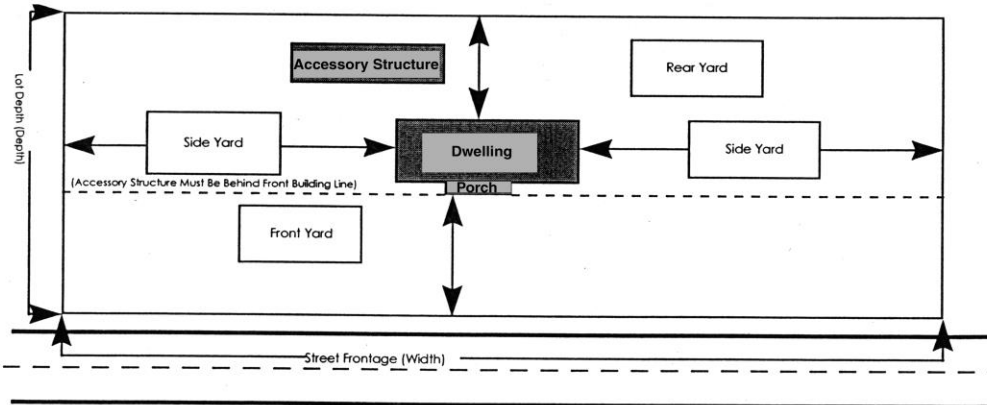 Accessory Structure
Rear Yard
Lot Depth (Depth)
Side Yard
Dwelling
Side Yard
(Accessory Structure Must Be Behind Front Building Line)
Porch
Front Yard
Street Frontage (Width)